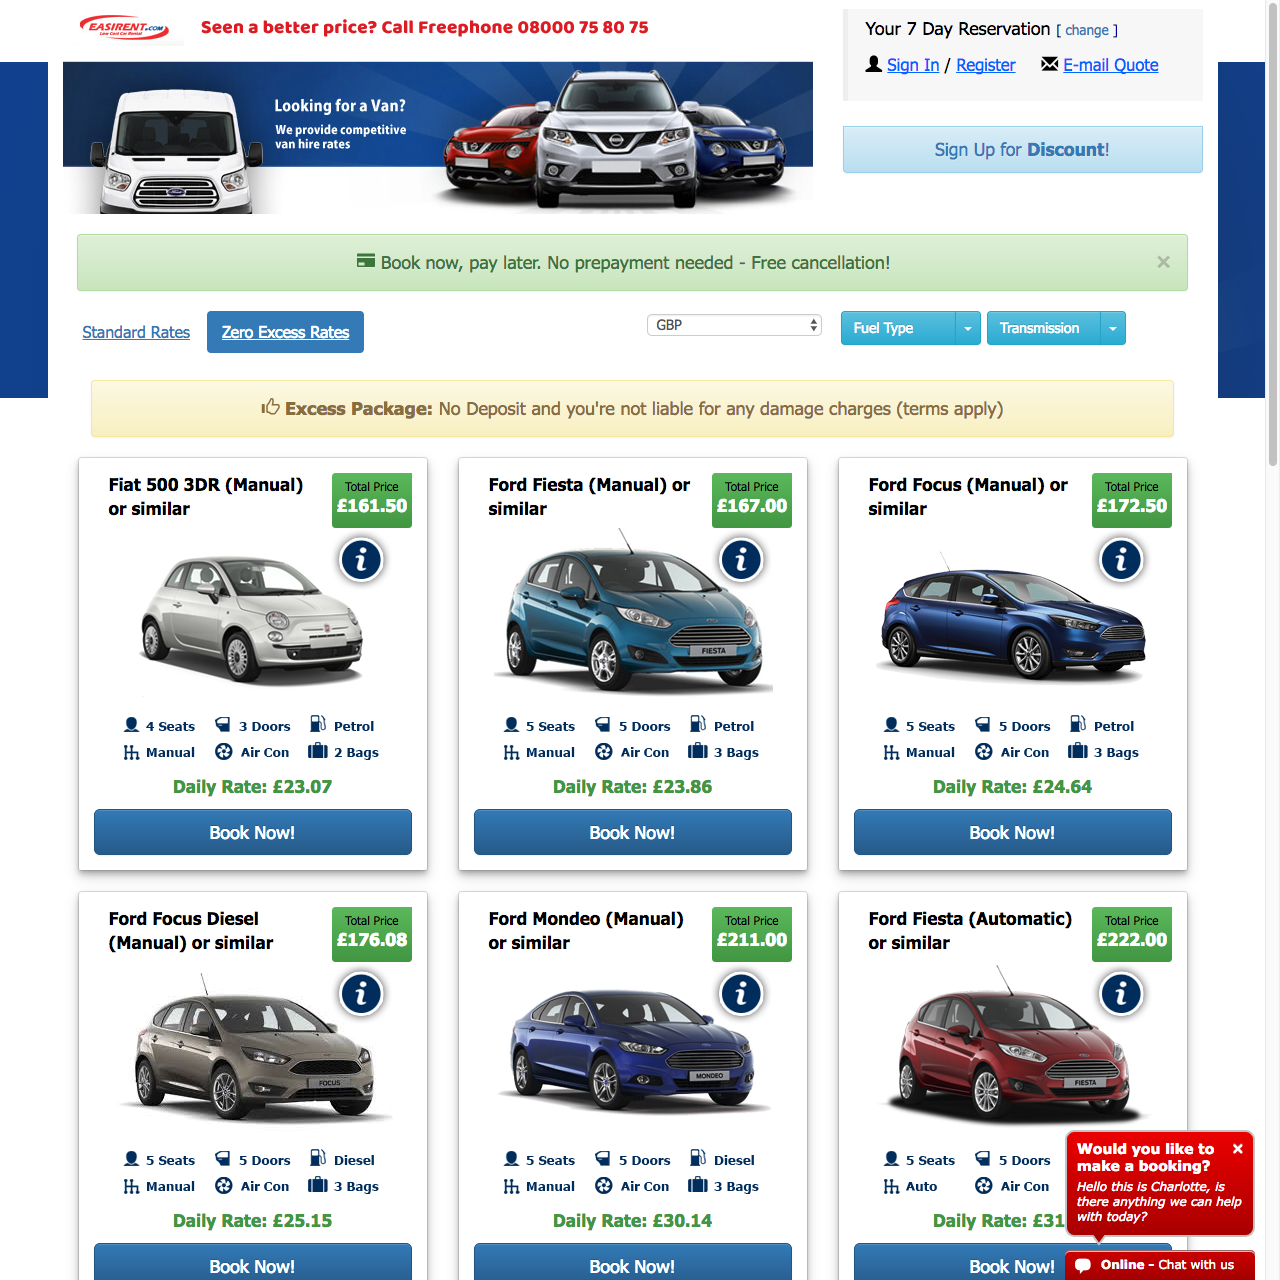 EASIRENT.COM
Low Cost Car Rental
Seen a better price? Call Freephone 08000 75 80 75
Your 7 Day Reservation [ change ]
Sign In / Register E-mail Quote
Looking for a Van?
We provide competitive
van hire rates
Sign Up for Discount!
Book now, pay later. No prepayment needed - Free cancellation! ×
Standard Rates Zero Excess Rates GBP Fuel Type Transmission
Excess Package: No Deposit and you're not liable for any damage charges (terms apply)
Fiat 500 3DR (Manual)
or similar
Total Price
£161.50
i
4 Seats 3 Doors Petrol
Manual Air Con 2 Bags
Daily Rate: £23.07
Book Now!
Ford Fiesta (Manual) or
similar
Total Price
£167.00
i
FIESTA
5 Seats 5 Doors Petrol
Manual Air Con 3 Bags
Daily Rate: £23.86
Book Now!
Ford Focus (Manual) or
similar
Total Price
£172.50
i
5 Seats 5 Doors Petrol
Manual Air Con 3 Bags
Daily Rate: £24.64
Book Now!
Ford Focus Diesel
(Manual) or similar
Total Price
£176.08
i
FOCUS
5 Seats 5 Doors Diesel
Manual Air Con 3 Bags
Daily Rate: £25.15
Book Now!
Ford Mondeo (Manual)
or similar
Total Price
£211.00
i
MONDEO
5 Seats 5 Doors Diesel
Manual Air Con 3 Bags
Daily Rate: £30.14
Book Now!
Ford Fiesta (Automatic)
or similar
Total Price
£222.00
i
FIESTA
5 Seats 5 Doors
Auto Air Con
Daily Rate: £31
Book Now!
Would you like to ×
make a booking?
Hello this is Charlotte, is
there anything we can help
with today?
Online - Chat with us